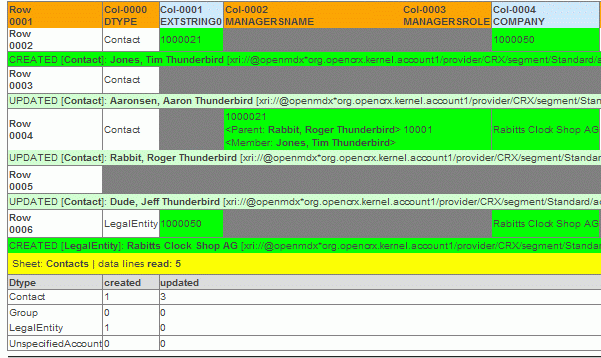 Row Col-0000 Col-0001 Col-0002 Col-0003 Col-0004
0001 DTYPE EXTSTRING0 MANAGERSNAME MANAGERSROLE COMPANY
Row
0002 Contact 1000021 1000050
CREATED [Contact]: Jones, Tim Thunderbird [xri://@openmdx*org.opencrx.kernel.account1/provider/CRX/segment/Standard/a
Row
0003 Contact
UPDATED [Contact]: Aaronsen, Aaron Thunderbird [xri://@openmdx*org.opencrx.kernel.account1/provider/CRX/segment/Sta
Row
0004 Contact 1000021
<Parent: Rabbit, Roger Thunderbird> 10001 Rabitts Clock Shop AG
<Member: Jones, Tim Thunderbird>
UPDATED [Contact]: Rabbit, Roger Thunderbird [xri://@openmdx*org.opencrx.kernel.account1/provider/CRX/segment/Standar
Row
0005
UPDATED [Contact]: Dude, Jeff Thunderbird [xri://@openmdx*org.opencrx.kernel.account1/provider/CRX/segment/Standard/a
Row
0006 LegalEntity 1000050 Rabitts Clock Shop AG
CREATED [LegalEntity]: Rabitts Clock Shop AG [xri://@openmdx*org.opencrx.kernel.account1/provider/CRX/segment/Standa
Sheet: Contacts | data lines read: 5
Dtype created updated
Contact 1 3
Group 0 0
LegalEntity 1 0
UnspecifiedAccount 0 0